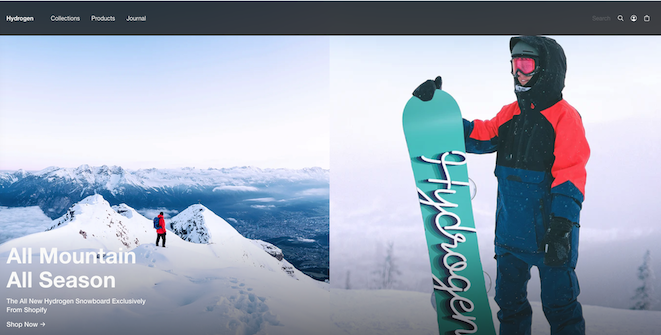 Hydrogen
Collections
Products
Journal
Search
All Mountain
All Season
The All New Hydrogen Snowboard Exclusively
From Shopify
Shop Now →
Hydrogen